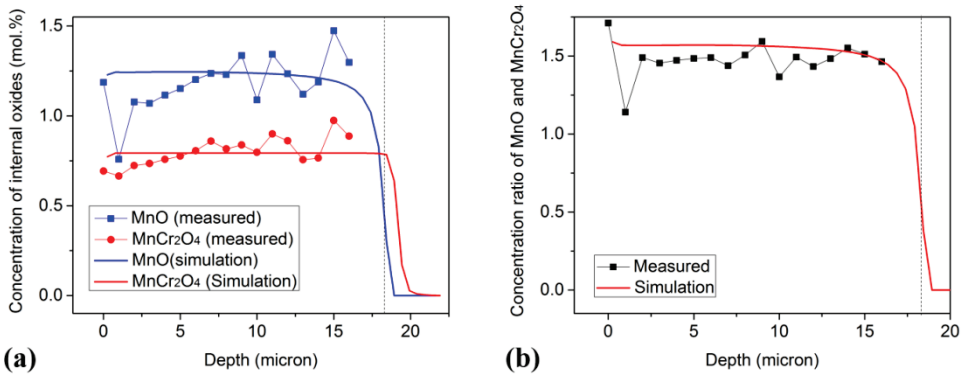 Concentration of internal oxides (mol.%)
1.5
1.0
0.5
0.0
MnO (measured)
MnCr₂O₄ (measured)
MnO(simulation)
MnCr₂O₄ (Simulation)
0 5 10 15 20
Depth (micron)
(a)
Concentration ratio of MnO and MnCr₂O₄
1.5
1.0
0.5
0.0
Measured
Simulation
0 5 10 15 20
Depth (micron)
(b)